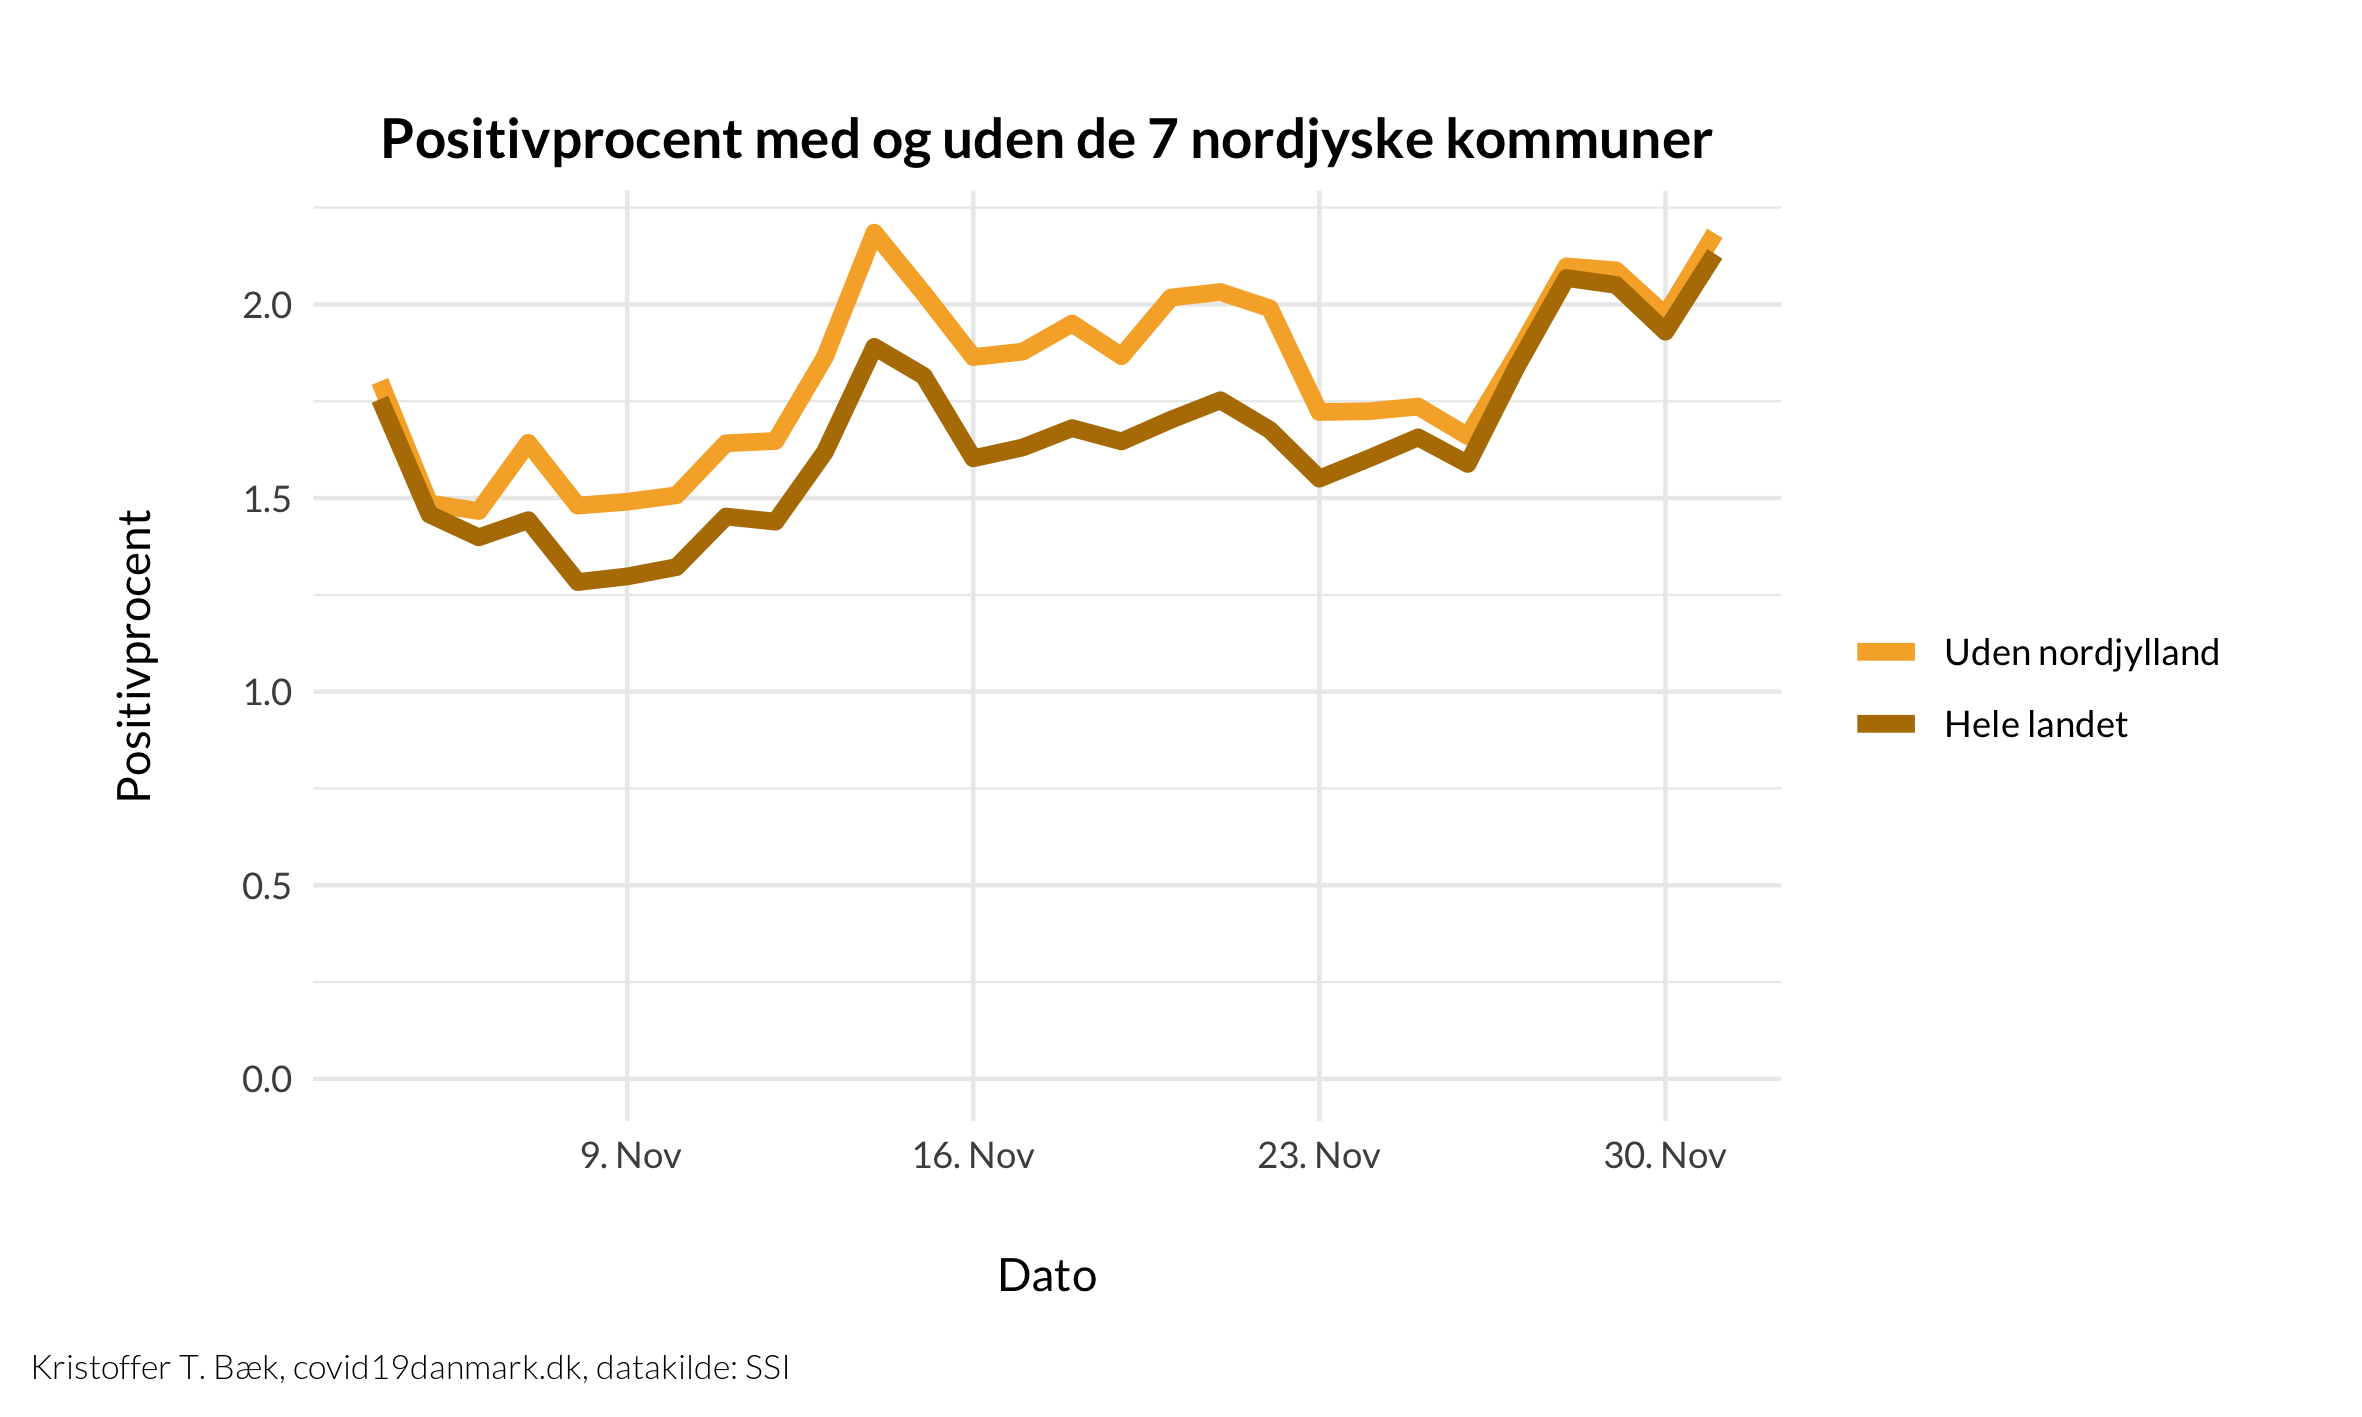 Positivprocent med og uden de 7 nordjyske kommuner
Positivprocent
2.0
1.5
1.0
0.5
0.0
9. Nov
16. Nov
23. Nov
30. Nov
Dato
Uden nordjylland
Hele landet
Kristoffer T. Bæk, covid19danmark.dk, datakilde: SSI